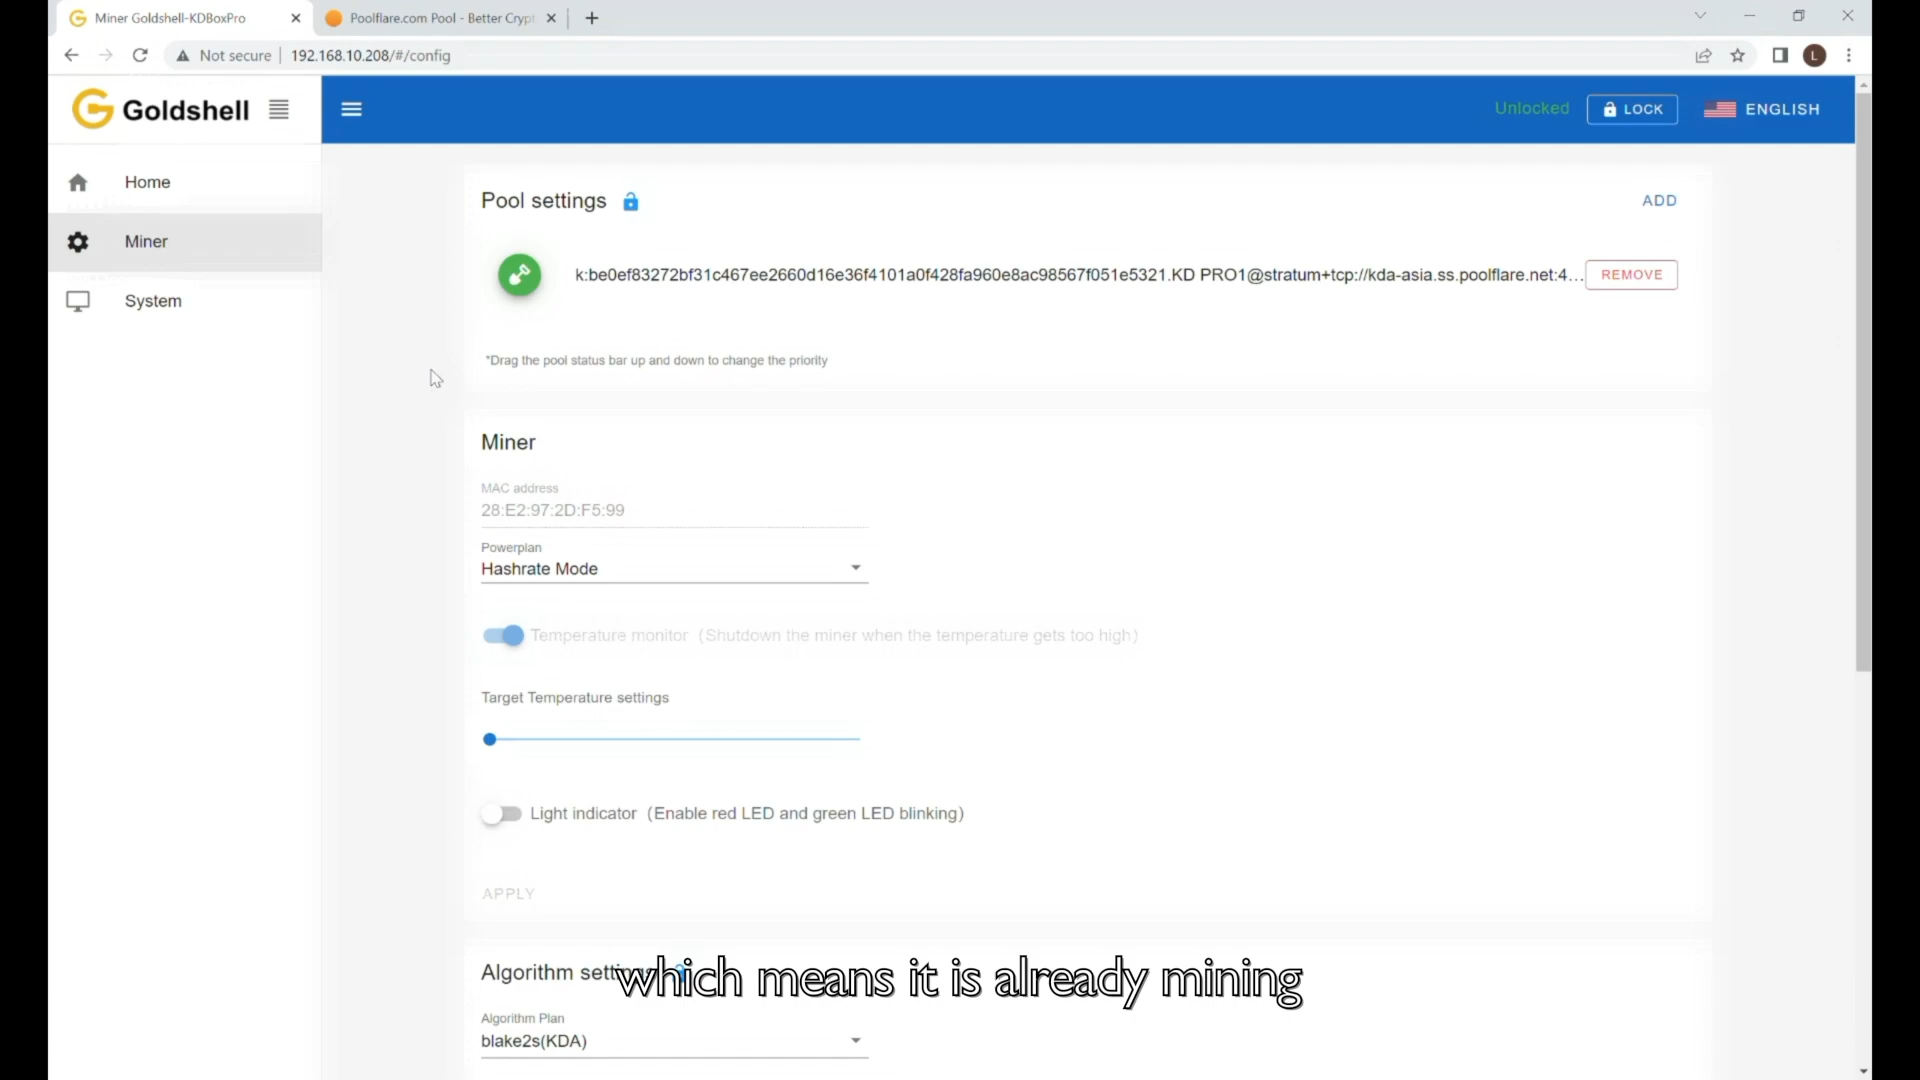 Miner Goldshell-KDBoxPro
Poolflare.com Pool - Better Crypt
Not secure
192.168.10.208/#/config
L
Goldshell
Unlocked
LOCK
ENGLISH
Home
Miner
System
Pool settings
ADD
k:be0ef83272bf31c467ee2660d16e36f4101a0f428fa960e8ac98567f051e5321.KD PRO1@stratum+tcp://kda-asia.ss.poolflare.net:4...
REMOVE
*Drag the pool status bar up and down to change the priority
Miner
MAC address
28:E2:97:2D:F5:99
Powerplan
Hashrate Mode
Temperature monitor（Shutdown the miner when the temperature gets too high）
Target Temperature settings
Light indicator（Enable red LED and green LED blinking）
APPLY
Algorithm settings
which means it is already mining
Algorithm Plan
blake2s(KDA)